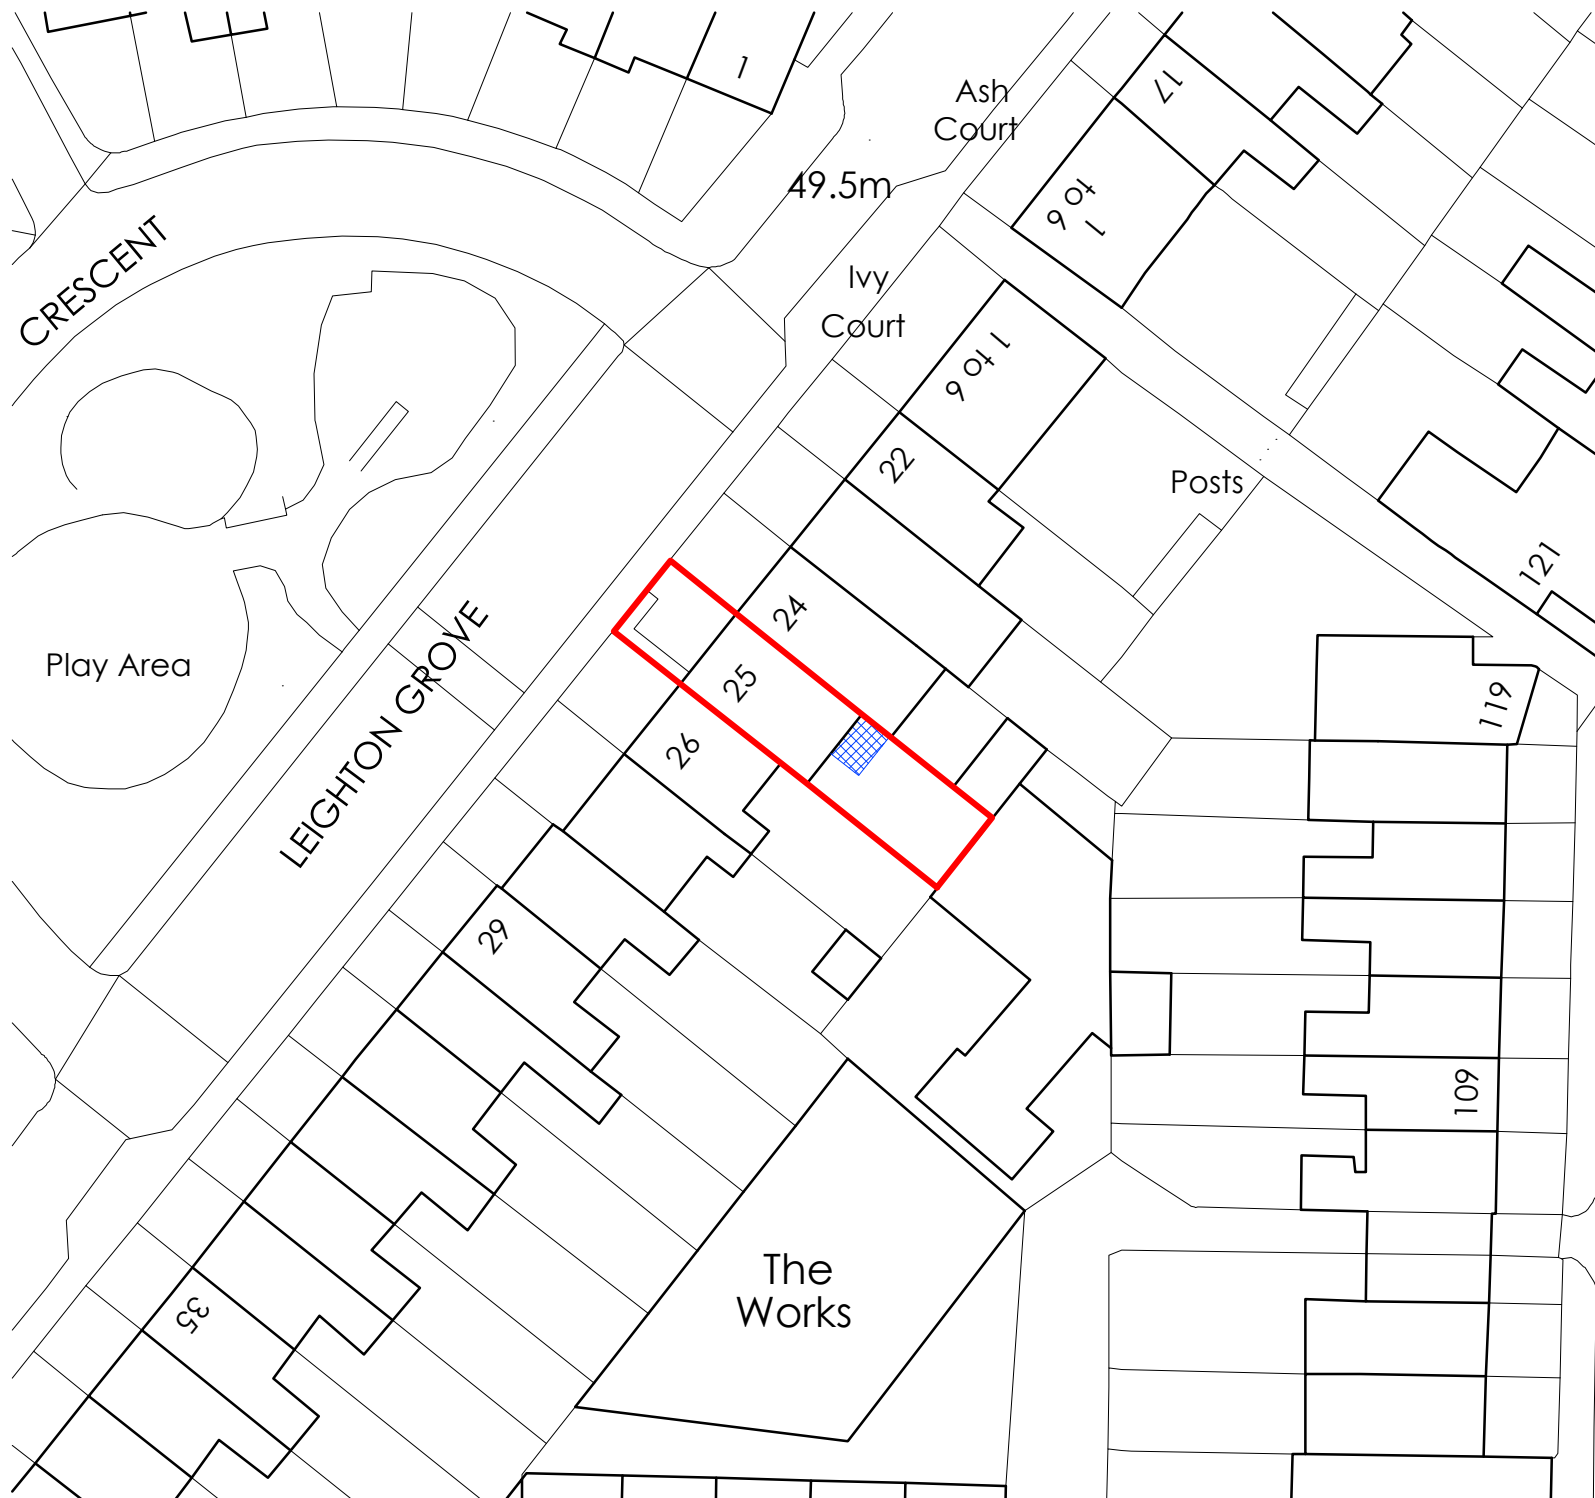 1
Ash
Court
17
49.5m
1
to 6
CRESCENT
Ivy
Court
1 to 6
22
Posts
121
24
Play Area
25
LEIGHTON GROVE
26
119
29
109
The
Works
35